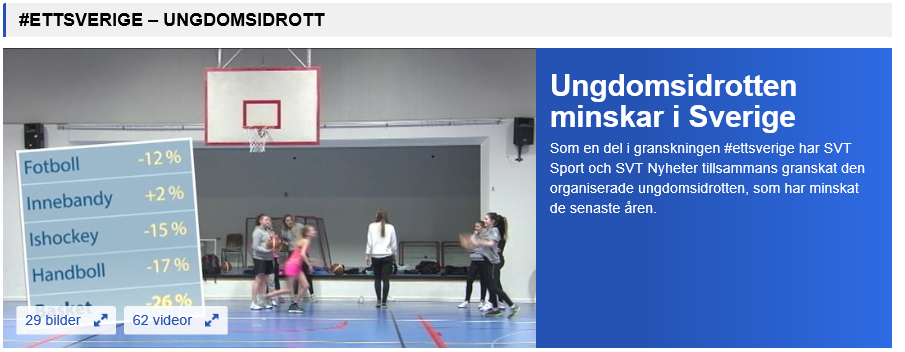 #ETTSVERIGE – UNGDOMSIDROTT
Fotboll -12 %
Innebandy +2 %
Ishockey -15 %
Handboll -17 %
Basket -26 %
29 bilder
62 videor
Ungdomsidrotten
minskar i Sverige
Som en del i granskningen #ettsverige har SVT
Sport och SVT Nyheter tillsammans granskat den
organiserade ungdomsidrotten, som har minskat
de senaste åren.